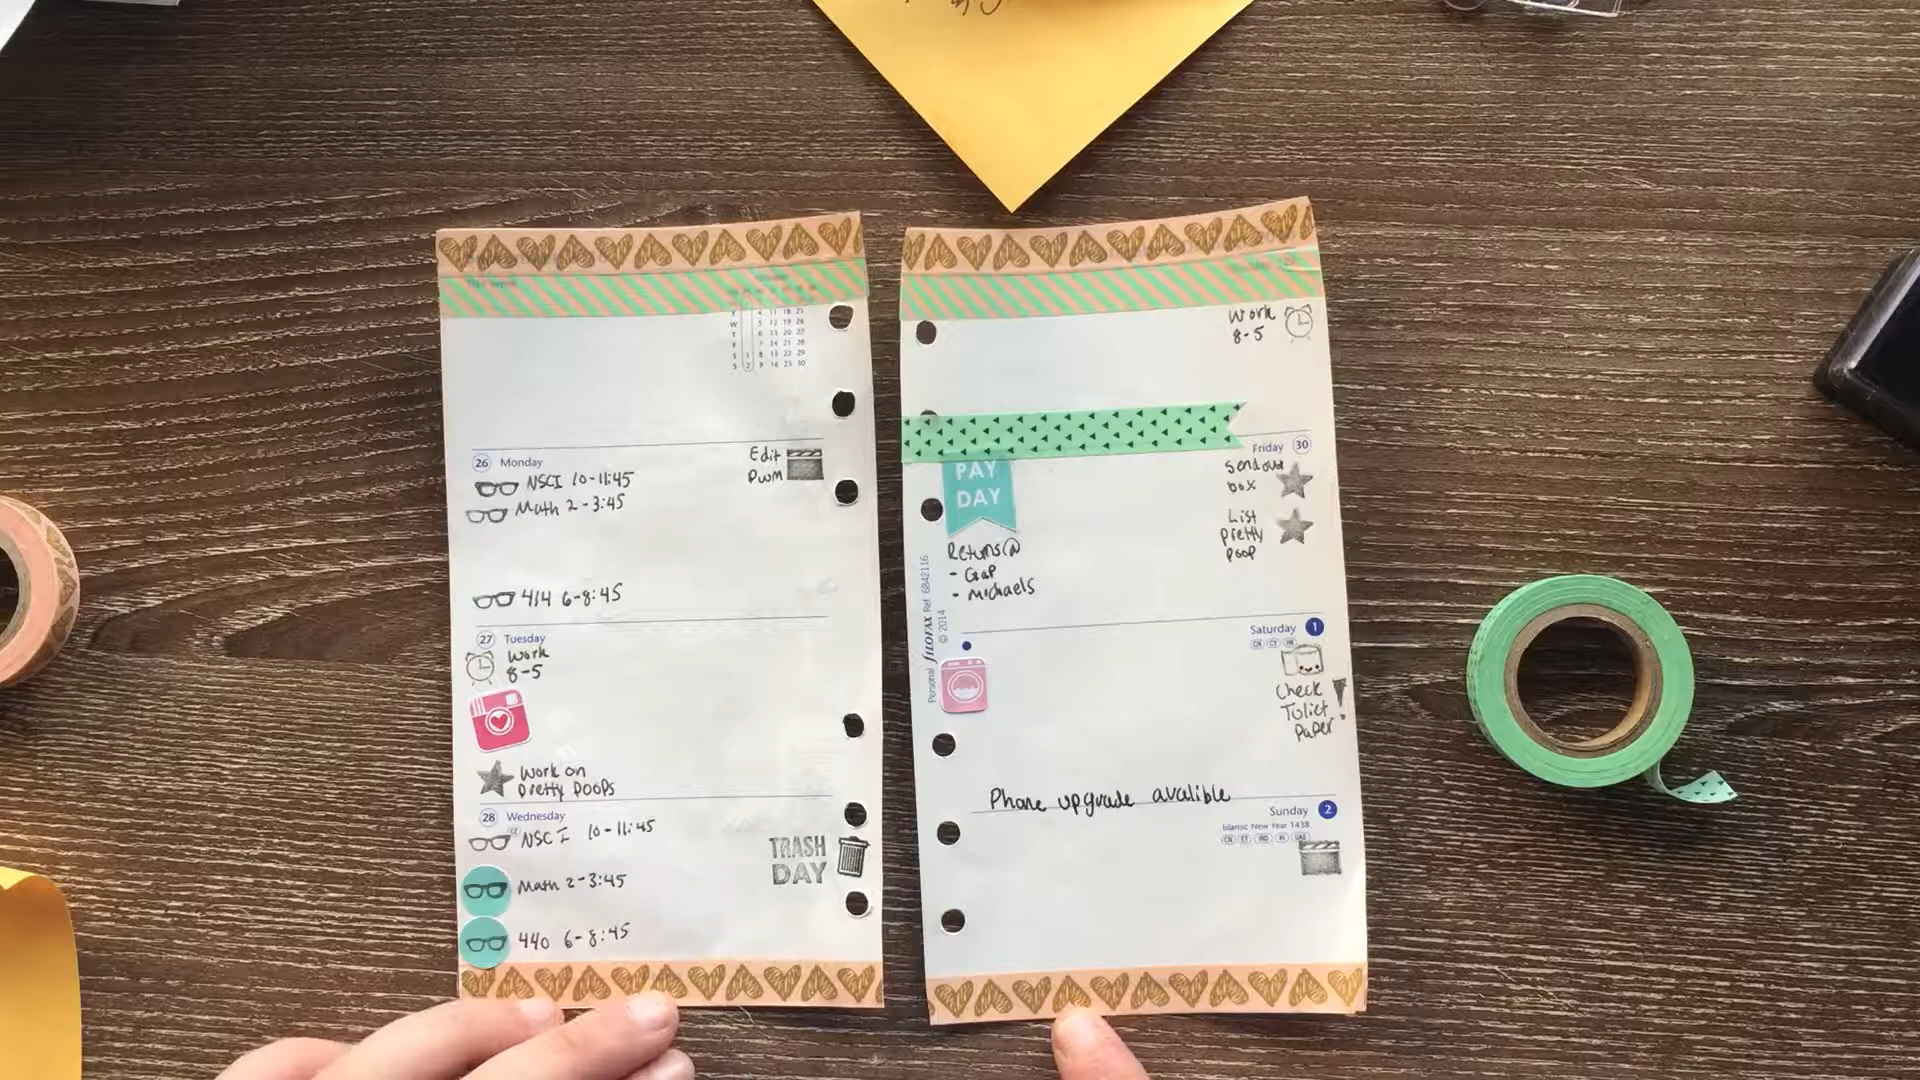 26 Monday
NSCI 10-11:45
Math 2-3:45
Edit
PWM
414 6-8:45
27 Tuesday
Work
8-5
Work on
pretty poops
28 Wednesday
NSCI 10-11:45
TRASH
DAY
Math 2-3:45
440 6-8:45
Work
8-5
Friday 30
PAY
DAY
Send out
box
List
pretty
poop
Returns@
- Gap
- Michaels
Personal FILOFAX Ref. 6842116
© 2014
Saturday 1
Check
Toilet
Paper
Phone upgrade avalible
Sunday 2
Islamic New Year 1438